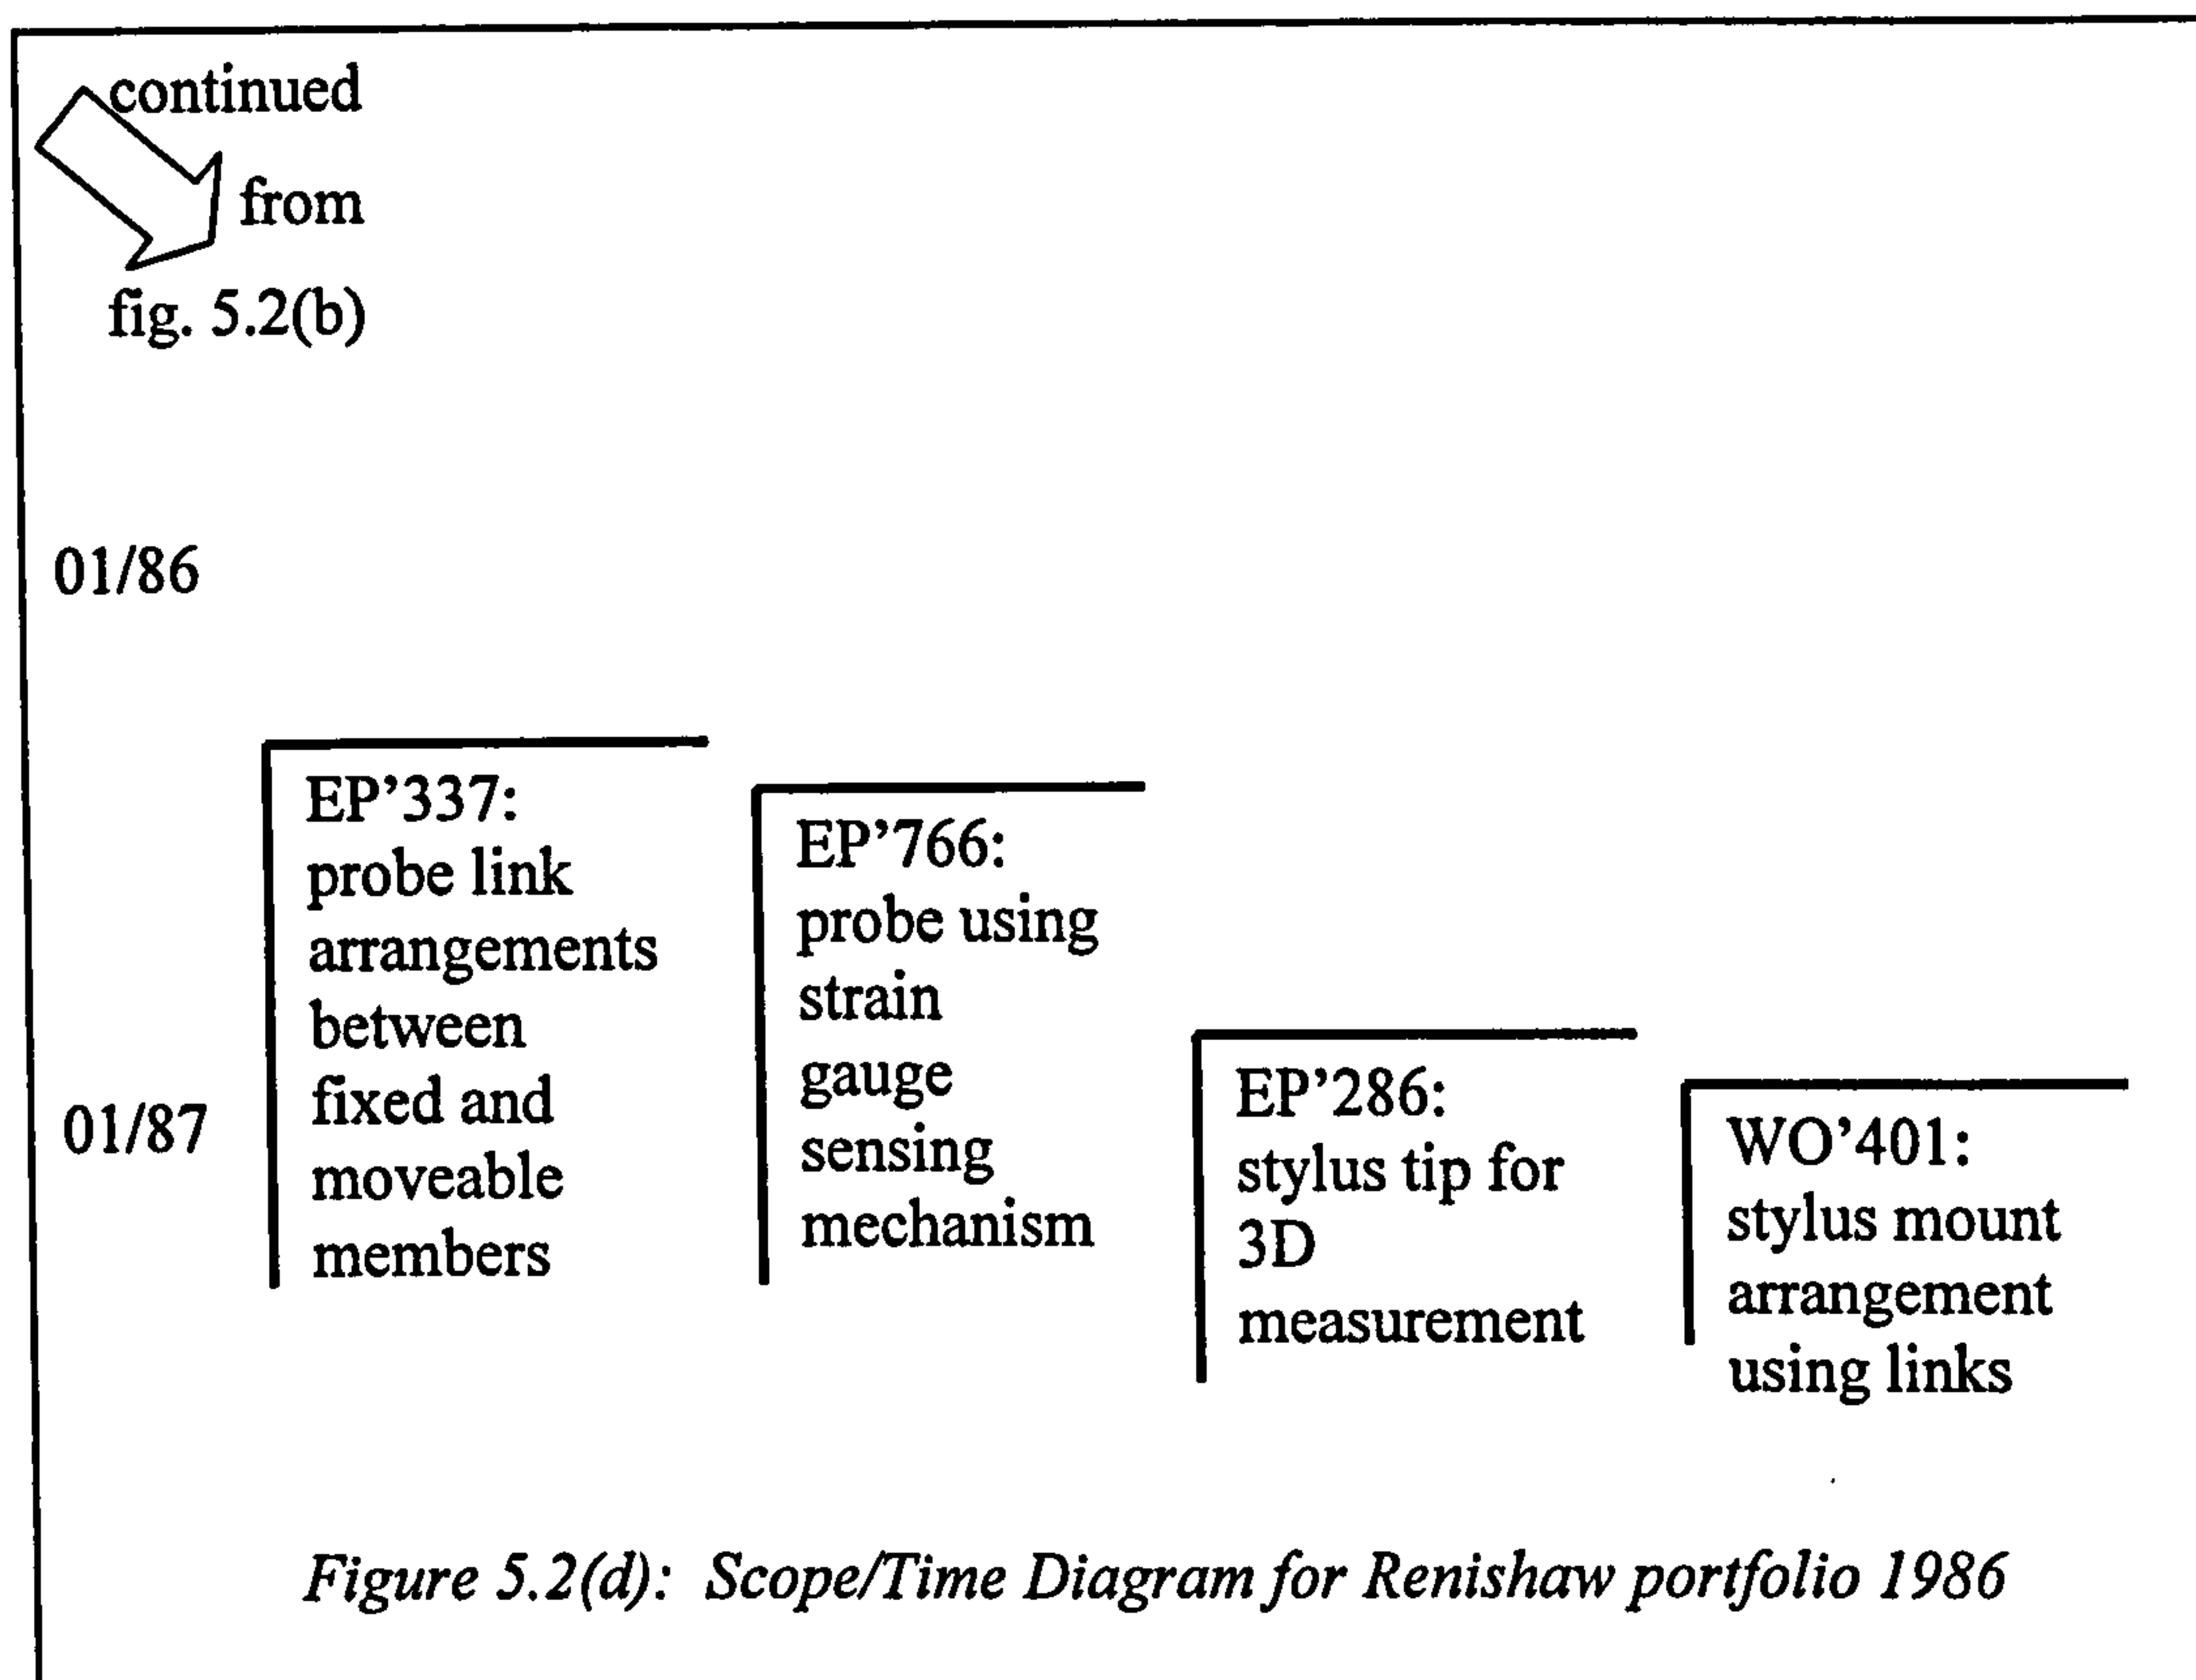 continued
from
fig. 5.2(b)
01/86
EP’337:
probe link
arrangements
between
fixed and
moveable
members
EP’766:
probe using
strain
gauge
sensing
mechanism
01/87
EP’286:
stylus tip for
3D
measurement
WO’401:
stylus mount
arrangement
using links
Figure 5.2(d): Scope/Time Diagram for Renishaw portfolio 1986